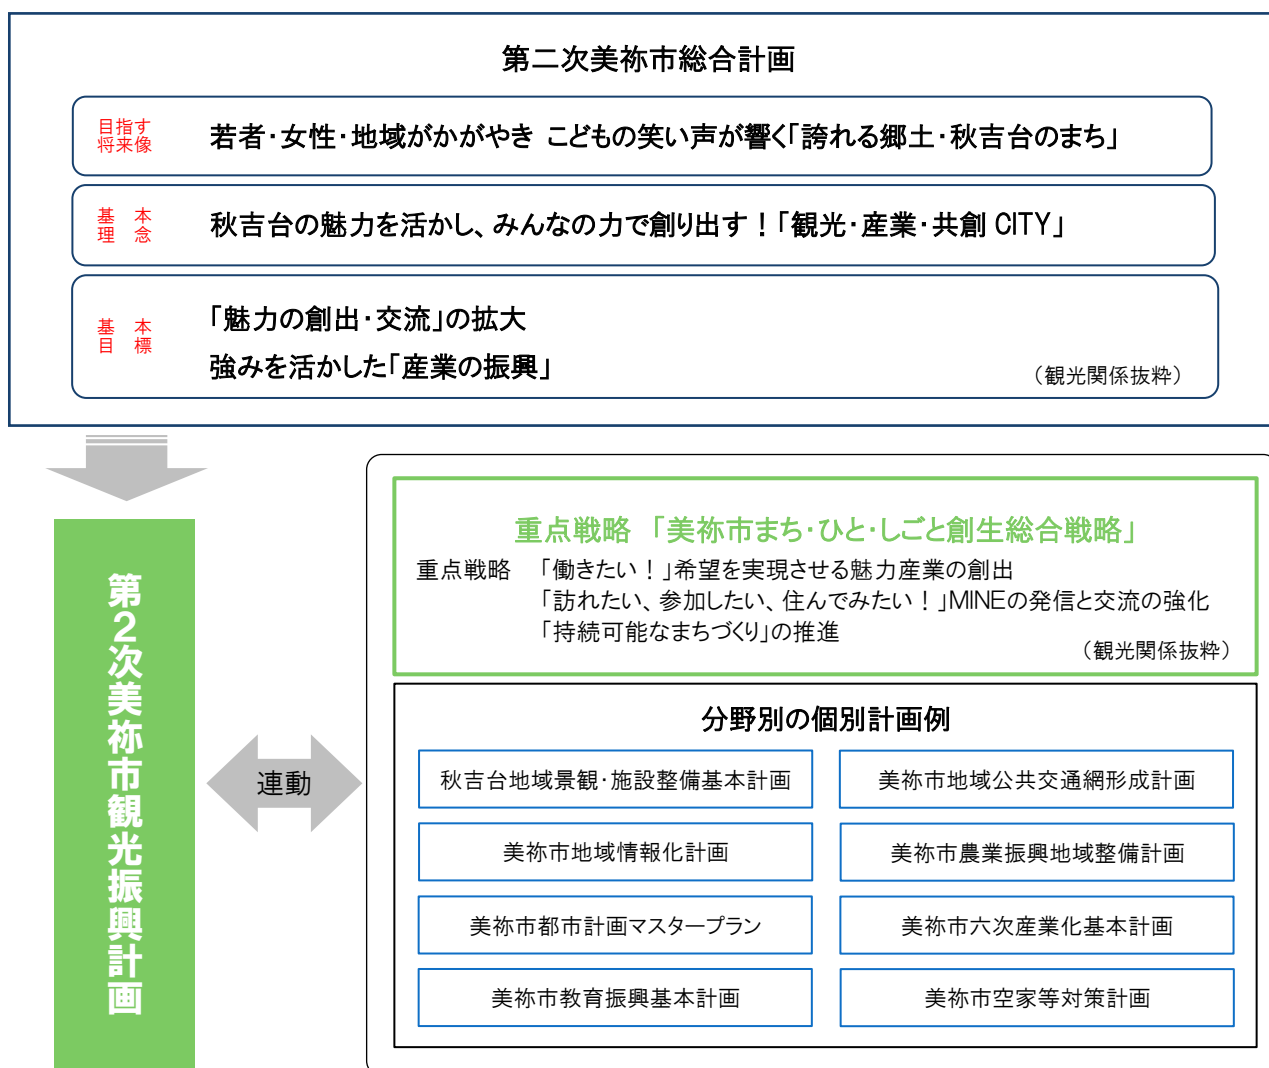 第二次美祢市総合計画
目指す
将来像
若者・女性・地域がかがやき こどもの笑い声が響く「誇れる郷土・秋吉台のまち」
基 本
理 念
秋吉台の魅力を活かし、みんなの力で創り出す！「観光・産業・共創 CITY」
基 本
目 標
「魅力の創出・交流」の拡大
強みを活かした「産業の振興」
（観光関係抜粋）
第２次美祢市観光振興計画
連動
重点戦略 「美祢市まち・ひと・しごと創生総合戦略」
重点戦略 「働きたい！」希望を実現させる魅力産業の創出
「訪れたい、参加したい、住んでみたい！」MINEの発信と交流の強化
「持続可能なまちづくり」の推進
（観光関係抜粋）
分野別の個別計画例
秋吉台地域景観・施設整備基本計画
美祢市地域公共交通網形成計画
美祢市地域情報化計画
美祢市農業振興地域整備計画
美祢市都市計画マスタープラン
美祢市六次産業化基本計画
美祢市教育振興基本計画
美祢市空家等対策計画